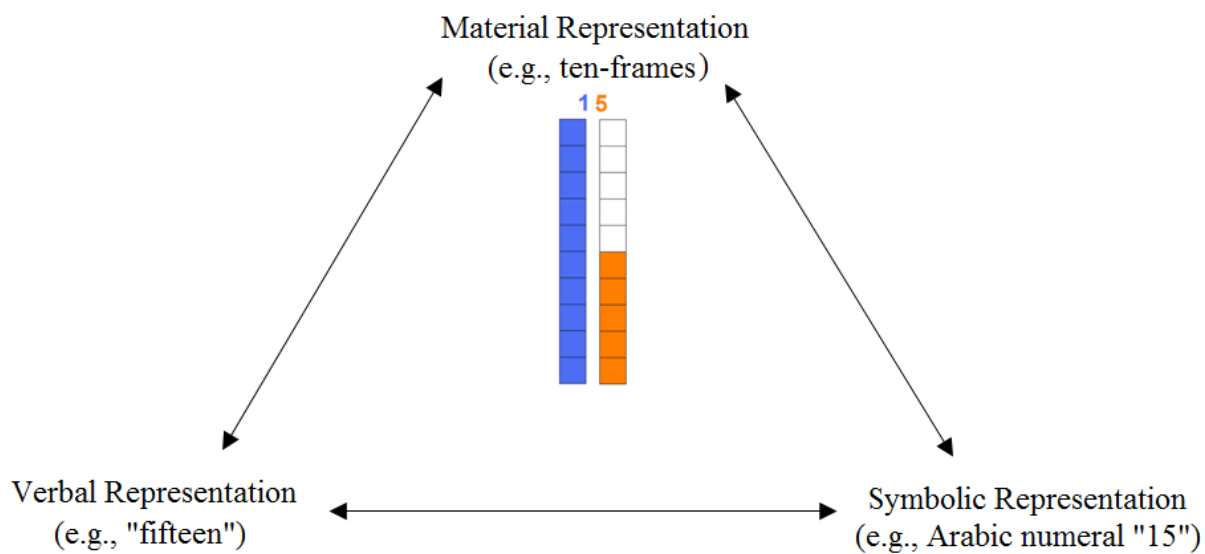 Material Representation
(e.g., ten-frames)
1 5
Verbal Representation
(e.g., "fifteen")
Symbolic Representation
(e.g., Arabic numeral "15")